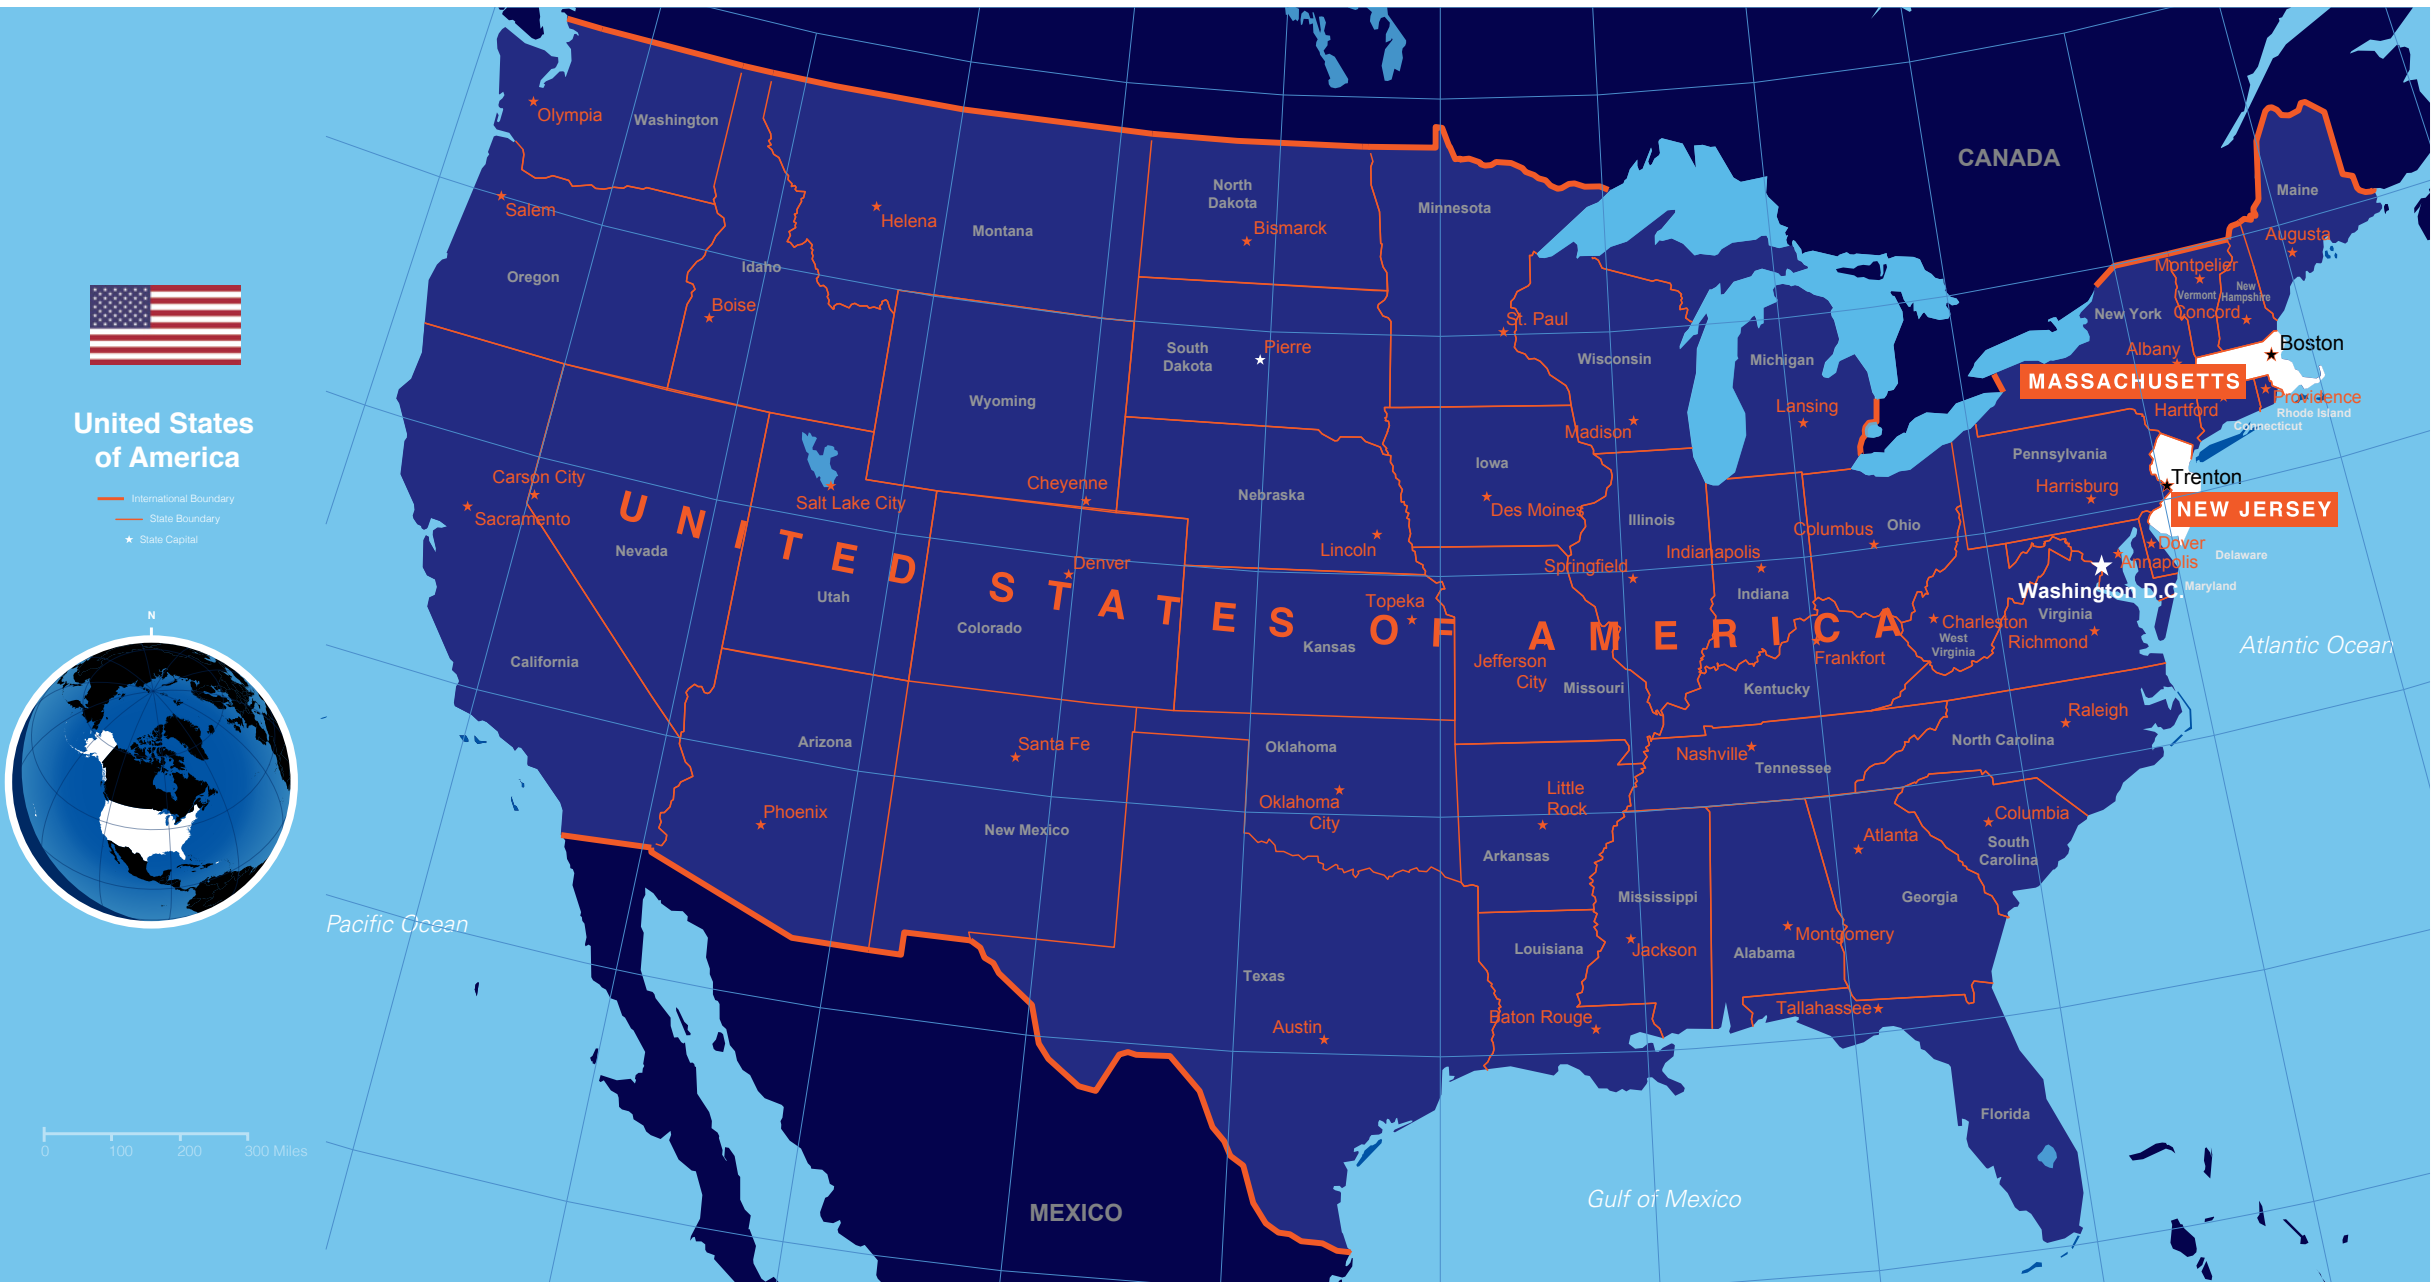 United States
of America
International Boundary
State Boundary
State Capital
N
0 100 200 300 Miles
Pacific Ocean
Atlantic Ocean
Gulf of Mexico
CANADA
MEXICO
UNITED STATES OF AMERICA
Olympia
Washington
Salem
Oregon
Idaho
Boise
Helena
Montana
North
Dakota
Bismarck
Minnesota
St. Paul
South
Dakota
Pierre
Wyoming
Cheyenne
Wisconsin
Madison
Michigan
Lansing
Iowa
Des Moines
Nebraska
Lincoln
Carson City
Sacramento
Nevada
California
Salt Lake City
Utah
Denver
Colorado
Topeka
Kansas
Jefferson
City
Missouri
Illinois
Springfield
Indianapolis
Indiana
Columbus
Ohio
Pennsylvania
Harrisburg
New York
Albany
Montpelier
Vermont
New
Hampshire
Concord
Maine
Augusta
Boston
MASSACHUSETTS
Providence
Rhode Island
Hartford
Connecticut
Trenton
NEW JERSEY
Dover
Delaware
Annapolis
Maryland
Washington D.C.
Virginia
Richmond
Charleston
West
Virginia
Frankfort
Kentucky
Nashville
Tennessee
Raleigh
North Carolina
Columbia
South
Carolina
Atlanta
Georgia
Montgomery
Alabama
Mississippi
Jackson
Tallahassee
Florida
Baton Rouge
Louisiana
Little
Rock
Arkansas
Oklahoma
Oklahoma
City
Texas
Austin
Santa Fe
New Mexico
Arizona
Phoenix